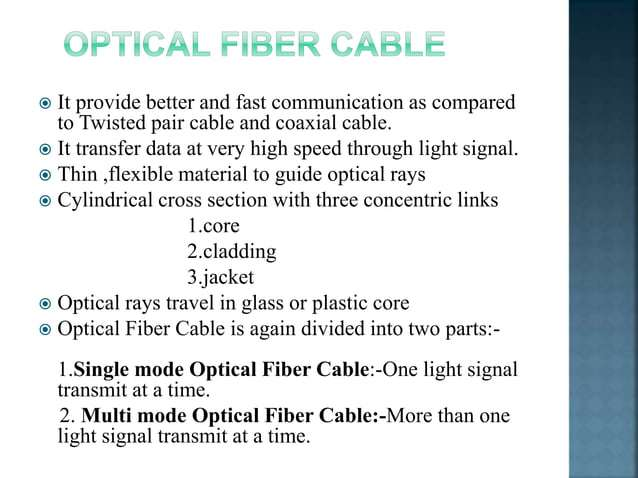 OPTICAL FIBER CABLE
It provide better and fast communication as compared
to Twisted pair cable and coaxial cable.
It transfer data at very high speed through light signal.
Thin ,flexible material to guide optical rays
Cylindrical cross section with three concentric links
1.core
2.cladding
3.jacket
Optical rays travel in glass or plastic core
Optical Fiber Cable is again divided into two parts:-
1.Single mode Optical Fiber Cable:-One light signal
transmit at a time.
2. Multi mode Optical Fiber Cable:-More than one
light signal transmit at a time.